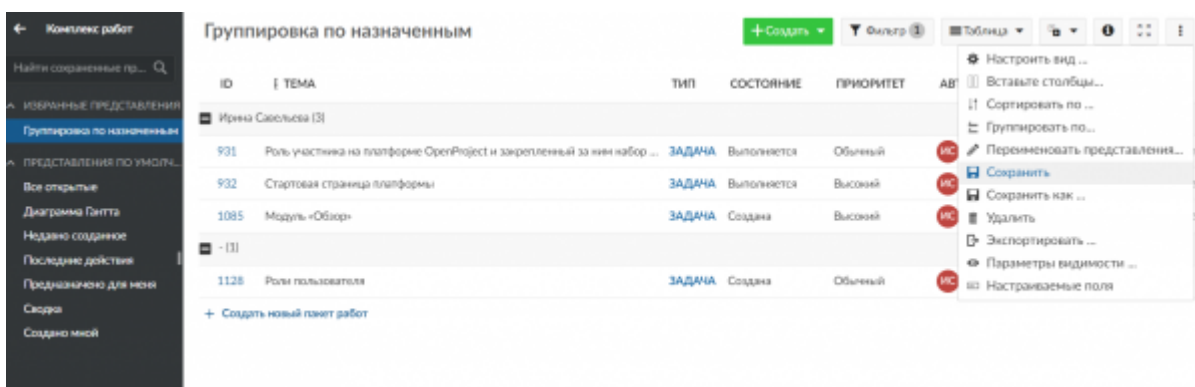 Комплекс работ
Группировка по назначенным
Создать
Фильтр 1
Таблица
Найти сохраненные пр...
ID ТЕМА ТИП СОСТОЯНИЕ ПРИОРИТЕТ АВТ
ИЗБРАННЫЕ ПРЕДСТАВЛЕНИЯ
Группировка по назначенным
ПРЕДСТАВЛЕНИЯ ПО УМОЛЧ...
Все открытые
Диаграмма Гантта
Недавно созданное
Последние действия
Предназначено для меня
Сводка
Создано мной
Ирина Савельева (3)
931 Роль участника на платформе OpenProject и закрепленный за ним набор ... ЗАДАЧА Выполняется Обычный ИС
932 Стартовая страница платформы ЗАДАЧА Выполняется Высокий ИС
1085 Модуль «Обзор» ЗАДАЧА Создана Высокий ИС
- (1)
1128 Роли пользователя ЗАДАЧА Создана Обычный ИС
+ Создать новый пакет работ
Настроить вид ...
Вставьте столбцы...
Сортировать по ...
Группировать по...
Переименовать представления...
Сохранить
Сохранить как ...
Удалить
Экспортировать ...
Параметры видимости ...
Настраиваемые поля